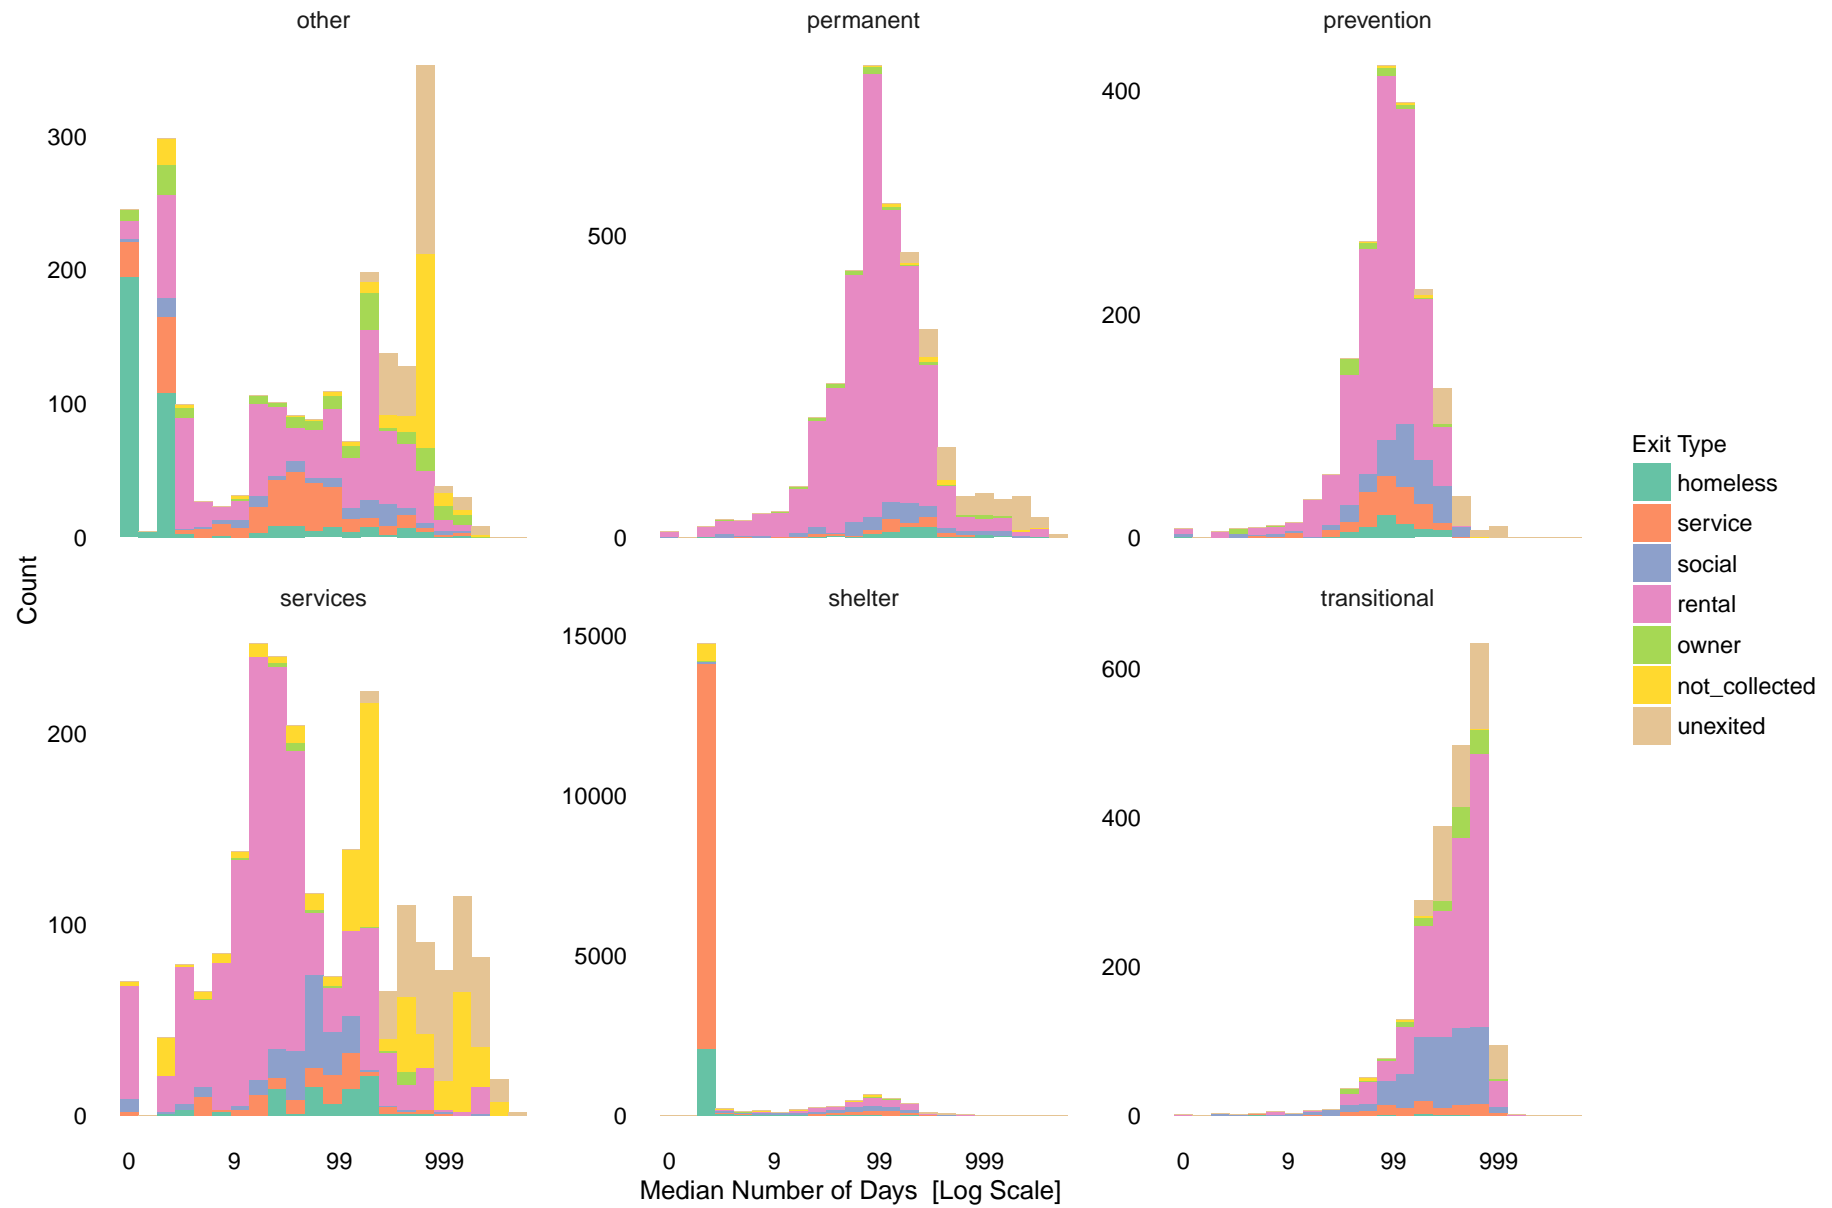 other
permanent
prevention
300
200
100
0
500
0
400
200
0
Count
services
shelter
transitional
200
100
0
15000
10000
5000
0
600
400
200
0
0 9 99 999
0 9 99 999
0 9 99 999
Median Number of Days [Log Scale]
Exit Type
homeless
service
social
rental
owner
not_collected
unexited